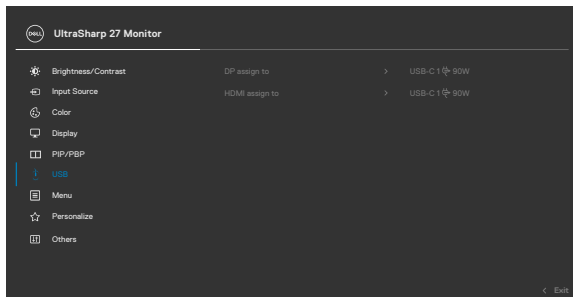 DELL
UltraSharp 27 Monitor
Brightness/Contrast
DP assign to > USB-C 1 90W
Input Source
HDMI assign to > USB-C 1 90W
Color
Display
PIP/PBP
USB
Menu
Personalize
Others
< Exit